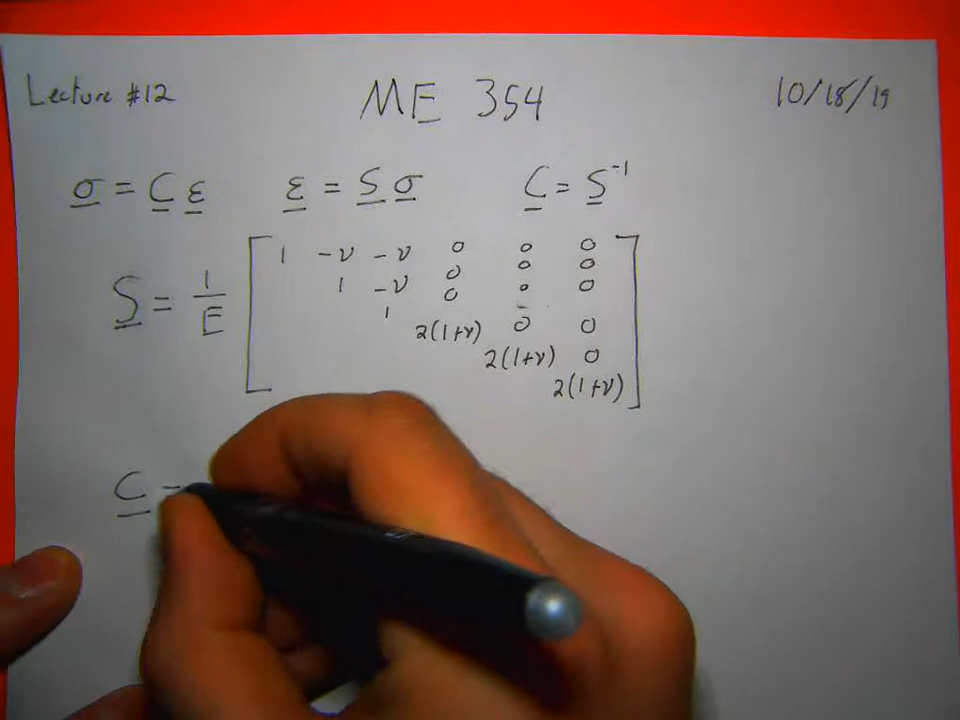 Lecture #12 ME 354 10/18/19
σ = C ε ε = S σ C = S⁻¹
S = 1/E [ 1 -ν -ν 0 0 0
1 -ν 0 0 0
1 0 0 0
2(1+ν) 0 0
2(1+ν) 0
2(1+ν) ]
C =